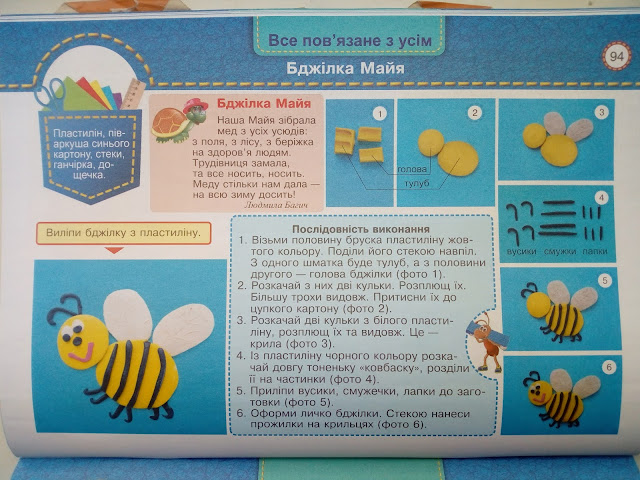 Все пов'язане з усім
Бджілка Майя
94
Пластилін, пів-
аркуша синього
картону, стеки,
ганчірка, до-
щечка.
Бджілка Майя
Наша Майя зібрала
мед з усіх усюдів:
з поля, з лісу, з беріжка
на здоров'я людям.
Трудівниця замала,
та все носить, носить.
Меду стільки нам дала —
на всю зиму досить!
Людмила Багич
1
2
голова
тулуб
3
4
вусики смужки лапки
5
6
Виліпи бджілку з пластиліну.
Послідовність виконання
1. Візьми половину бруска пластиліну жов-
того кольору. Поділи його стекою навпіл.
З одного шматка буде тулуб, а з половини
другого — голова бджілки (фото 1).
2. Розкачай з них дві кульки. Розплющ їх.
Більшу трохи видовж. Притисни їх до
цупкого картону (фото 2).
3. Розкачай дві кульки з білого пласти-
ліну, розплющ їх та видовж. Це —
крила (фото 3).
4. Із пластиліну чорного кольору розка-
чай довгу тоненьку «ковбаску», розділи
її на частинки (фото 4).
5. Приліпи вусики, смужечки, лапки до заго-
товки (фото 5).
6. Оформи личко бджілки. Стекою нанеси
прожилки на крильцях (фото 6).